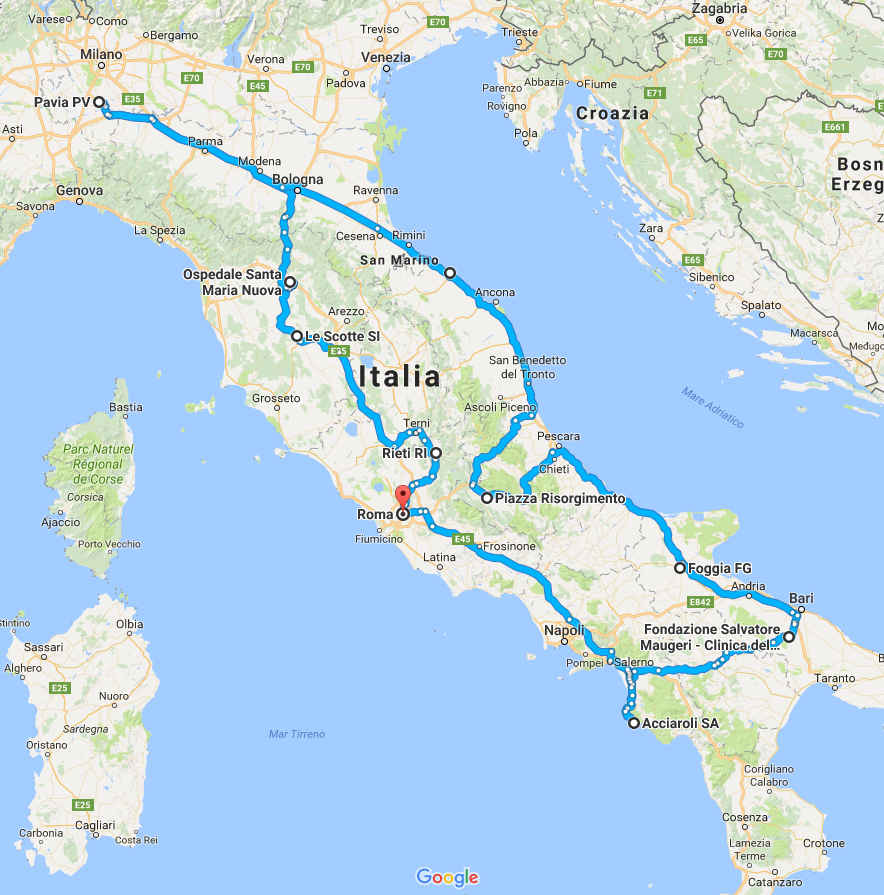 Zagabria
E70
Varese
Como
Bergamo
Treviso
Trieste
E65
Velika Gorica
Milano
Verona
E70
Venezia
E70
E70
E45
Padova
Parenzo
Abbazia
Fiume
Rovigno
E71
Pavia PV
E35
Croazia
Asti
Pola
E661
Parma
Modena
Bosn
Erzeg
Genova
Bologna
Savona
Ravenna
La Spezia
Cesena
Rimini
Zara
San Marino
E65
Ospedale Santa
Maria Nuova
Sibenico
Ancona
Spalato
Arezzo
Le Scotte SI
E35
Macarsca
Mo
Međugo
San Benedetto
del Tronto
Italia
Mare Adriatico
Grosseto
Ascoli Piceno
Bastia
Terni
Pescara
Parc Naturel
Régional
de Corse
Corsica
Rieti RI
Chieti
Ajaccio
Piazza Risorgimento
Roma
Porto Vecchio
Fiumicino
E45
Frosinone
Latina
Foggia FG
Andria
E842
Bari
stintino
Olbia
Napoli
Fondazione Salvatore
Maugeri - Clinica del...
Sassari
Pompei
Salerno
Alghero
B
E25
Taranto
Nuoro
Acciaroli SA
Sardegna
Mar Tirreno
Oristano
Corigliano
Calabro
E25
Cosenza
Carbonia
Cagliari
Costa Rei
Lamezia
Terme
Crotone
Catanzaro
Google